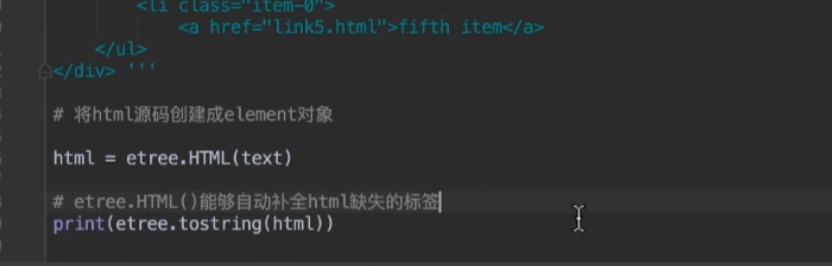 <li class="item-0">
<a href="link5.html">fifth item</a>
</ul>
</div> '''
# 将html源码创建成element对象
html = etree.HTML(text)
# etree.HTML()能够自动补全html缺失的标签
print(etree.tostring(html))